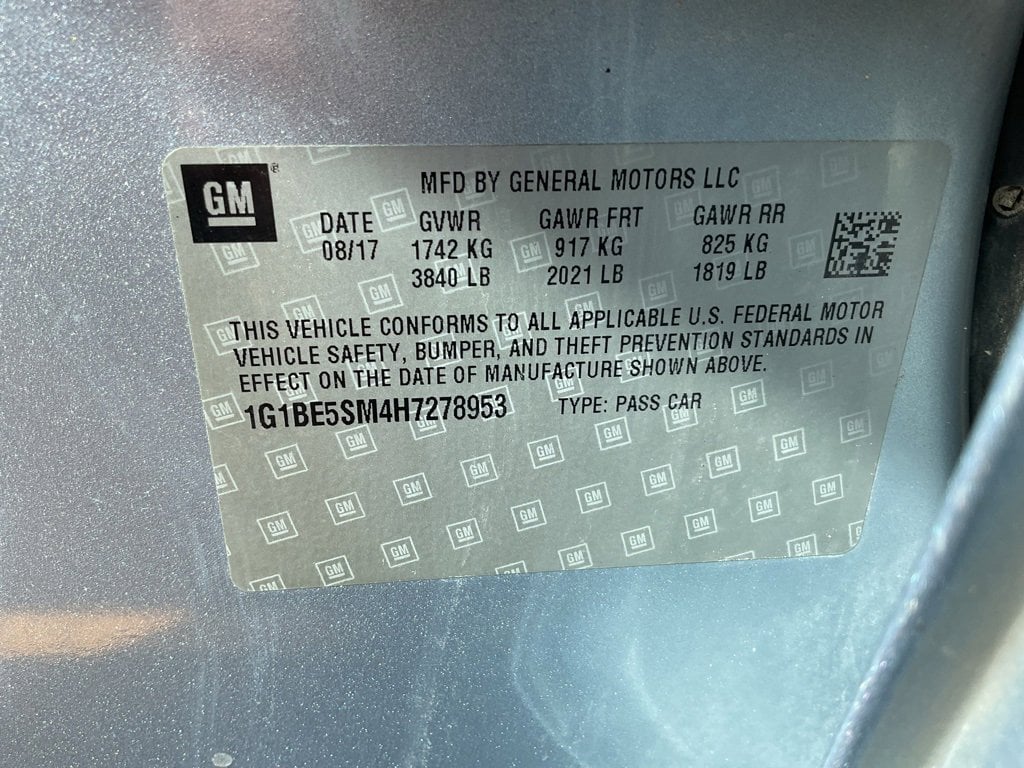 GM
MFD BY GENERAL MOTORS LLC
DATE GVWR GAWR FRT GAWR RR
08/17 1742 KG 917 KG 825 KG
3840 LB 2021 LB 1819 LB
THIS VEHICLE CONFORMS TO ALL APPLICABLE U.S. FEDERAL MOTOR
VEHICLE SAFETY, BUMPER, AND THEFT PREVENTION STANDARDS IN
EFFECT ON THE DATE OF MANUFACTURE SHOWN ABOVE.
1G1BE5SM4H7278953 TYPE: PASS CAR